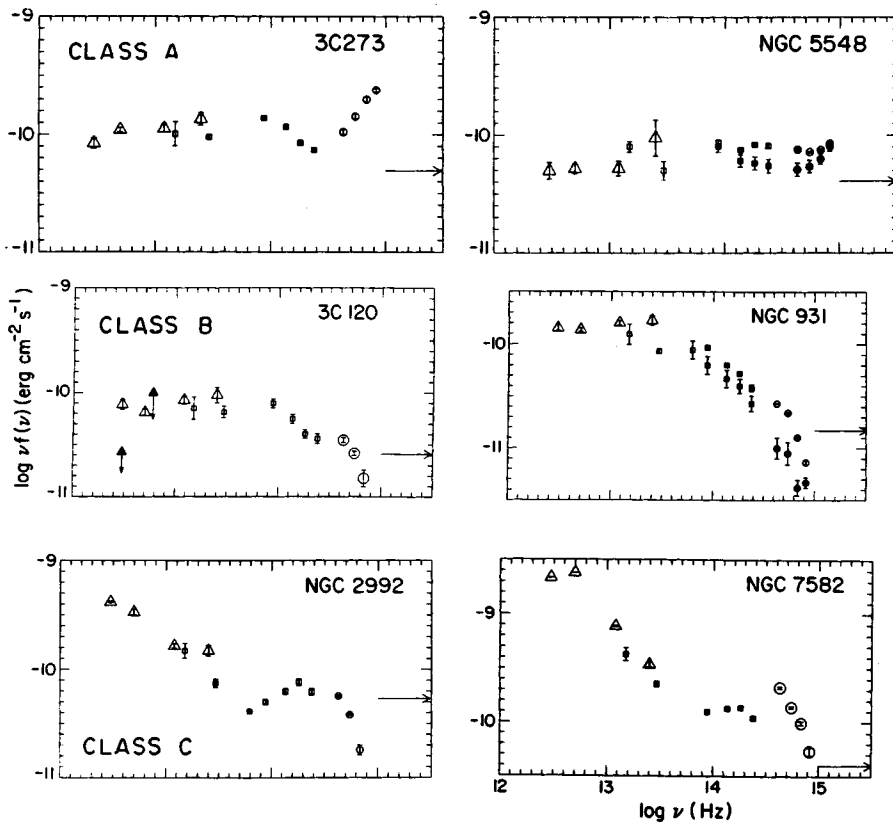 -9
CLASS A
3C273
-10
-11
-9
NGC 5548
-10
-11
-9
CLASS B
3C 120
-10
-11
NGC 931
-10
-11
log νf(ν) (erg cm⁻² s⁻¹)
-9
NGC 2992
-10
CLASS C
-11
NGC 7582
-9
-10
12 13 14 15
log ν (Hz)